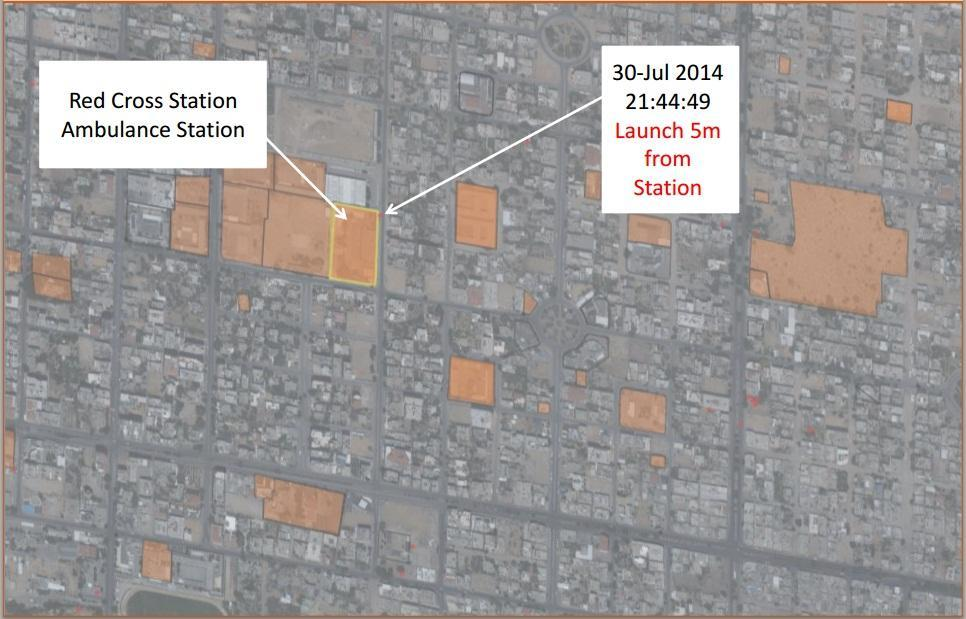 Red Cross Station
Ambulance Station
30-Jul 2014
21:44:49
Launch 5m
from
Station